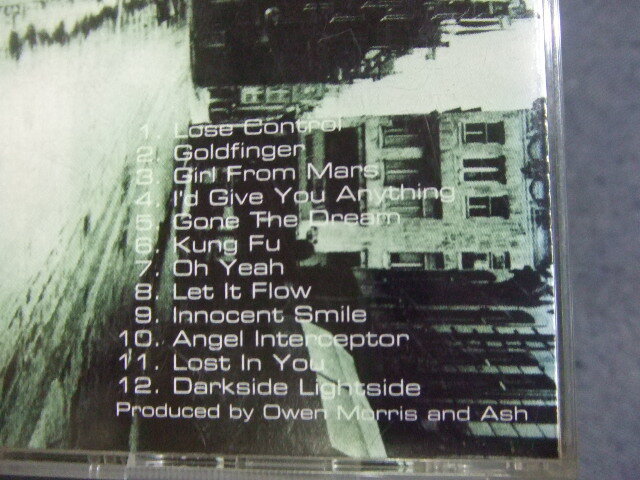 1. Lose Control
2. Goldfinger
3. Girl From Mars
4. I'd Give You Anything
5. Gone The Dream
6. Kung Fu
7. Oh Yeah
8. Let It Flow
9. Innocent Smile
10. Angel Interceptor
11. Lost In You
12. Darkside Lightside
Produced by Owen Morris and Ash